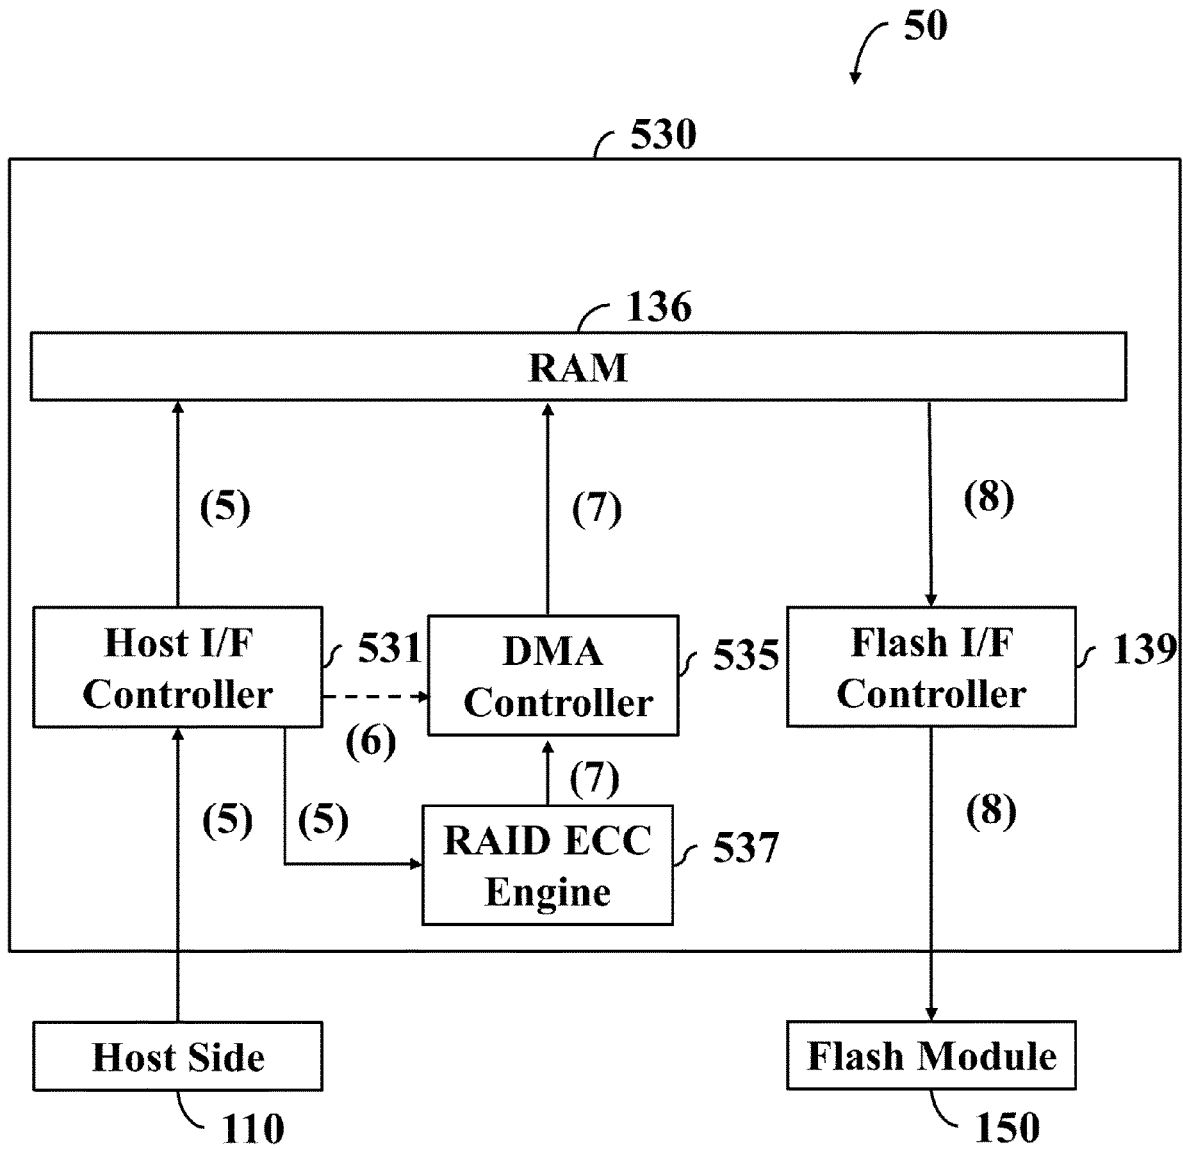 50
530
136
RAM
(5)
(7)
(8)
Host I/F
Controller
531
DMA
Controller
535
Flash I/F
Controller
139
(6)
(5)
(5)
(7)
(8)
RAID ECC
Engine
537
Host Side
110
Flash Module
150